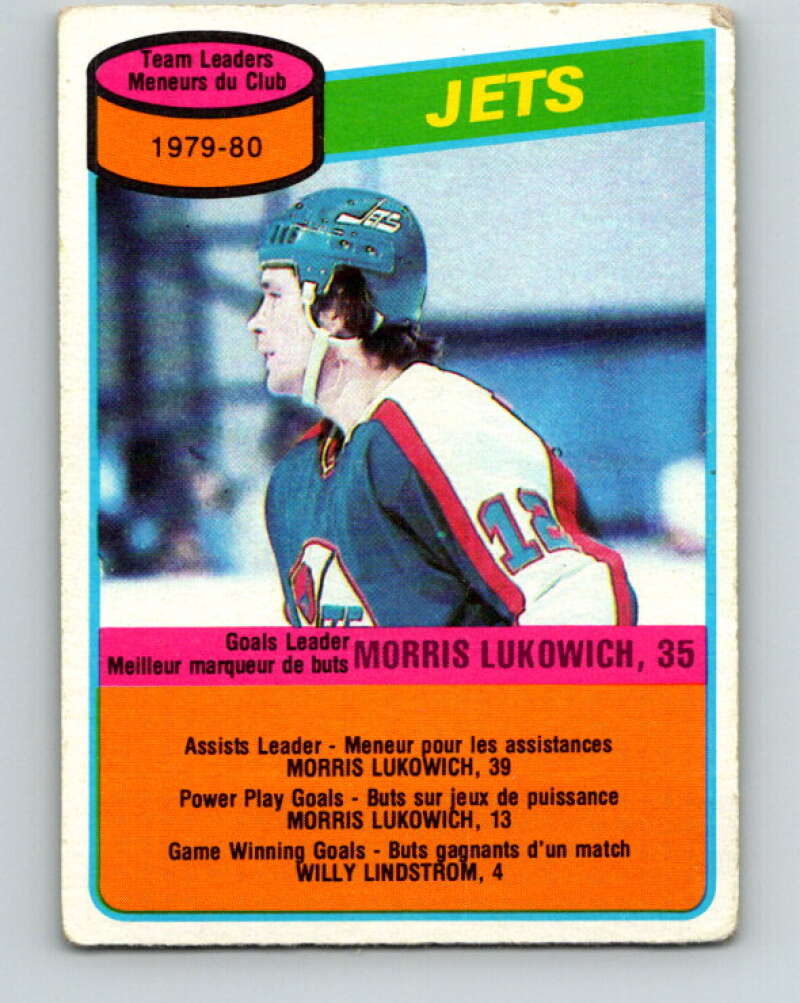 Team Leaders
Meneurs du Club
1979-80
JETS
JETS
12
Goals Leader
Meilleur marqueur de buts
MORRIS LUKOWICH, 35
Assists Leader - Meneur pour les assistances
MORRIS LUKOWICH, 39
Power Play Goals - Buts sur jeux de puissance
MORRIS LUKOWICH, 13
Game Winning Goals - Buts gagnants d'un match
WILLY LINDSTROM, 4